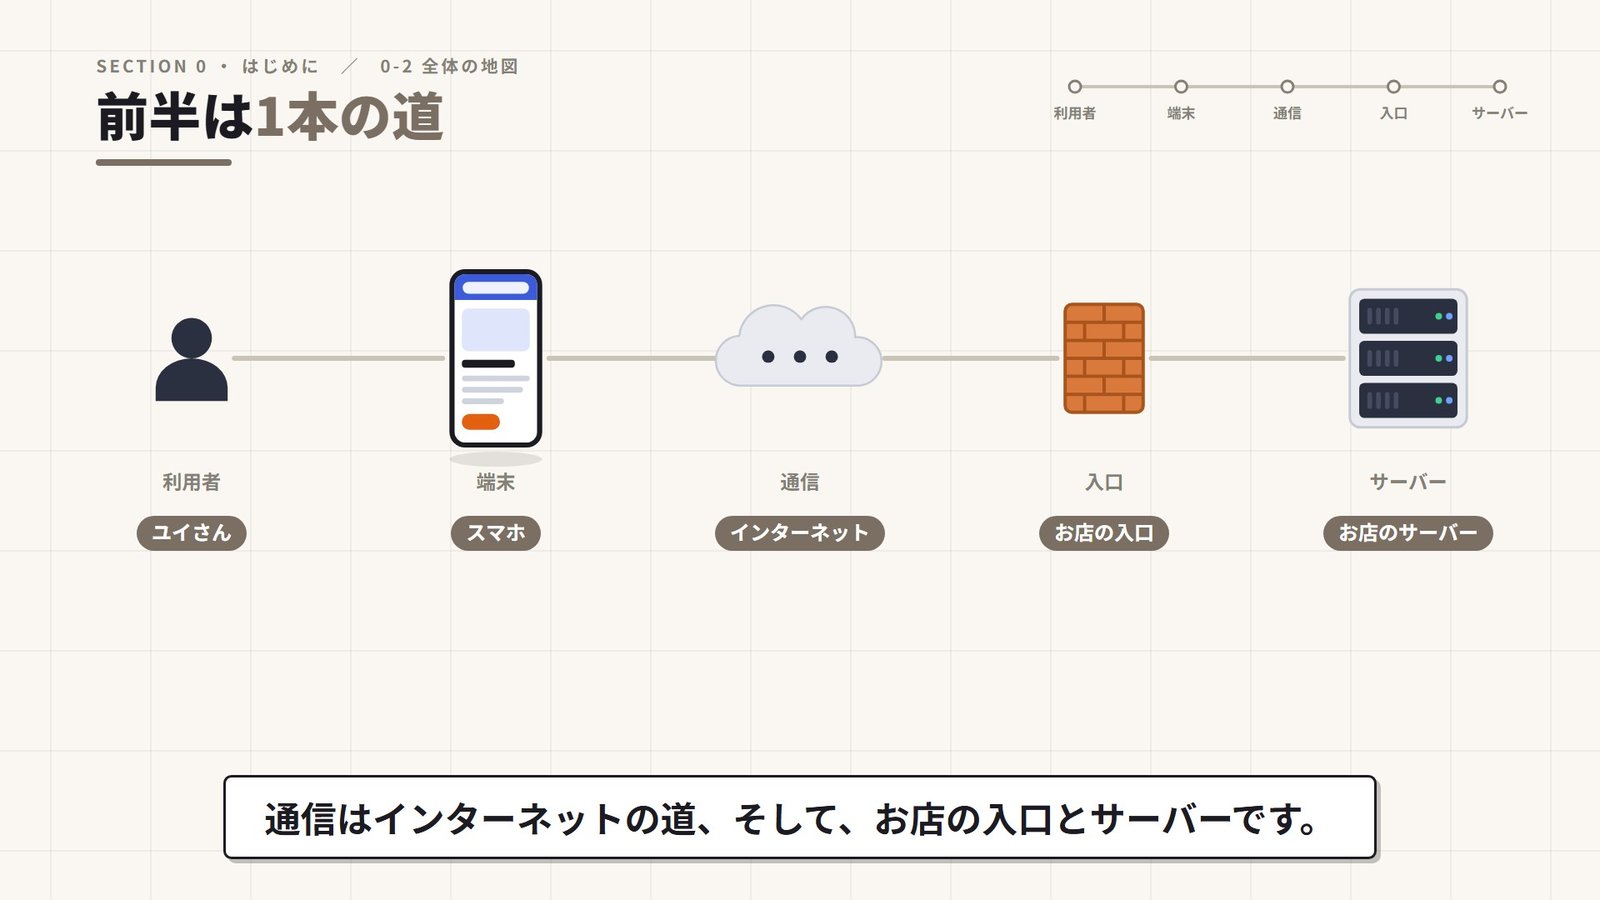 SECTION 0 • はじめに ／ 0-2 全体の地図
前半は1本の道
利用者 端末 通信 入口 サーバー
利用者 端末 通信 入口 サーバー
ユイさん スマホ インターネット お店の入口 お店のサーバー
通信はインターネットの道、そして、お店の入口とサーバーです。